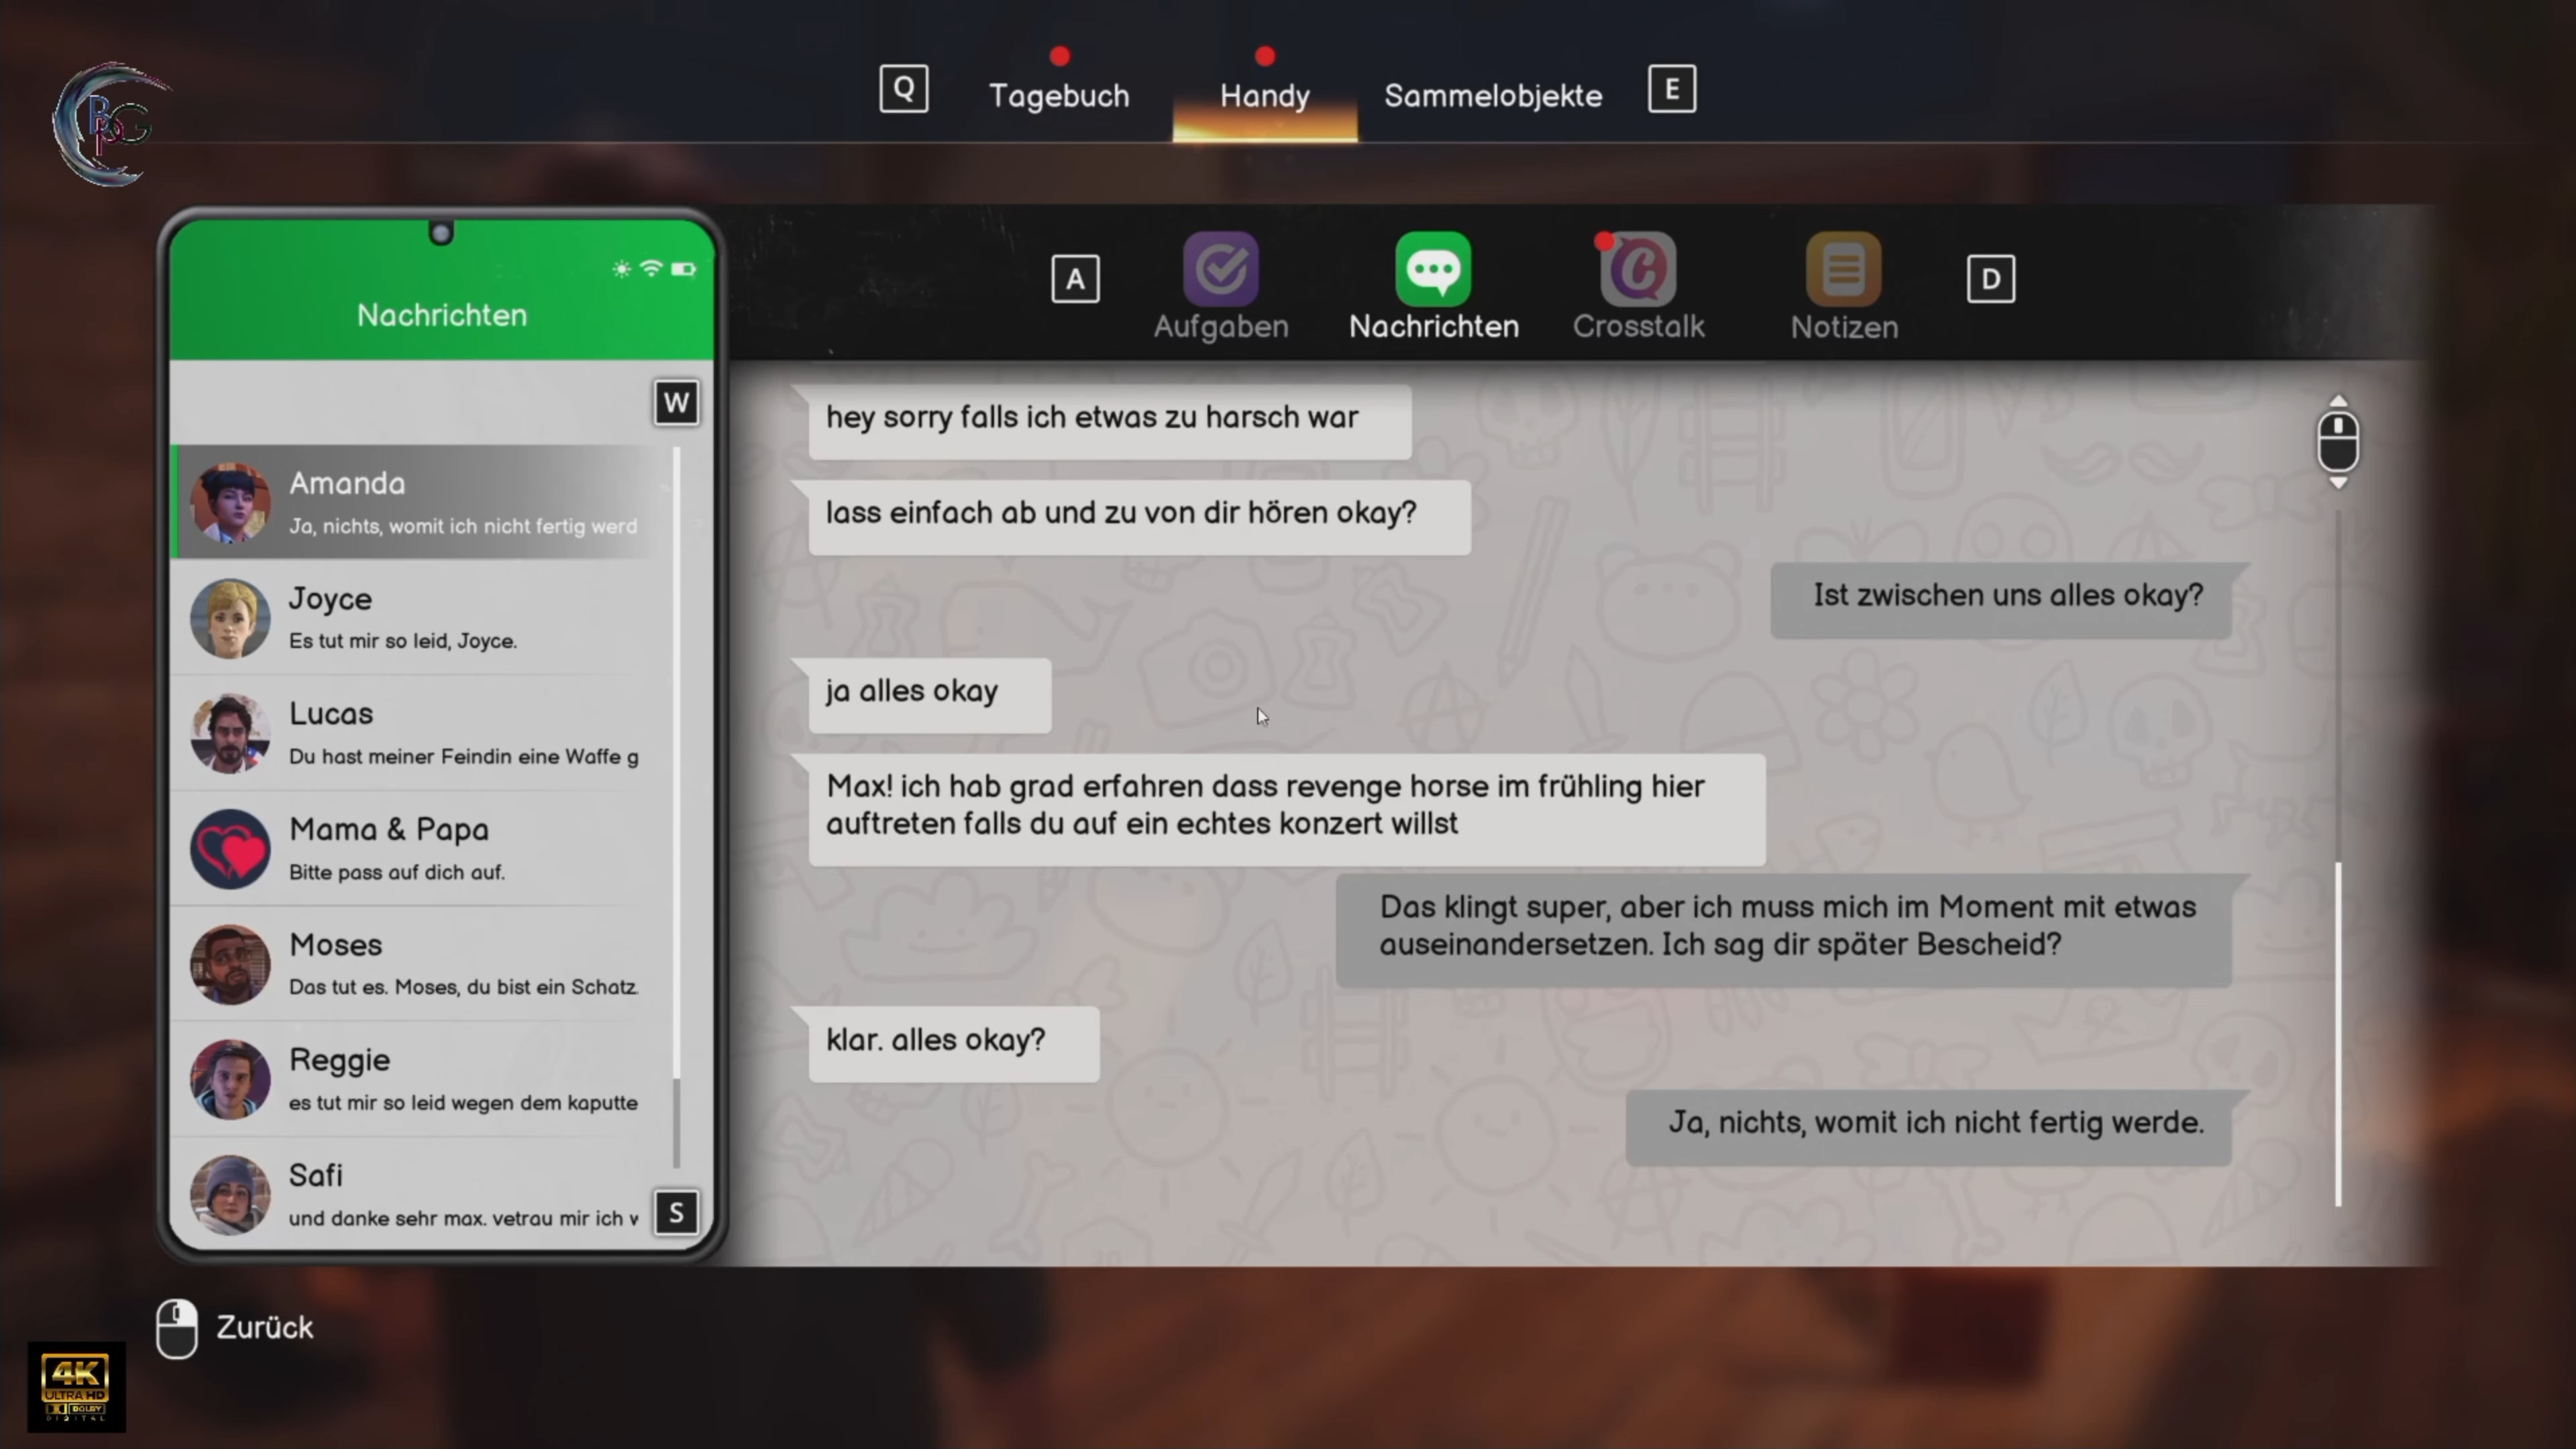 Q
Tagebuch
Handy
Sammelobjekte
E
Nachrichten
A
Aufgaben
Nachrichten
Crosstalk
Notizen
D
W
Amanda
Ja, nichts, womit ich nicht fertig werd
Joyce
Es tut mir so leid, Joyce.
Lucas
Du hast meiner Feindin eine Waffe g
Mama & Papa
Bitte pass auf dich auf.
Moses
Das tut es. Moses, du bist ein Schatz.
Reggie
es tut mir so leid wegen dem kaputte
Safi
und danke sehr max. vetrau mir ich w
S
hey sorry falls ich etwas zu harsch war
lass einfach ab und zu von dir hören okay?
Ist zwischen uns alles okay?
ja alles okay
Max! ich hab grad erfahren dass revenge horse im frühling hier
auftreten falls du auf ein echtes konzert willst
Das klingt super, aber ich muss mich im Moment mit etwas
auseinandersetzen. Ich sag dir später Bescheid?
klar. alles okay?
Ja, nichts, womit ich nicht fertig werde.
Zurück
4K
ULTRA HD
DOLBY
DIGITAL